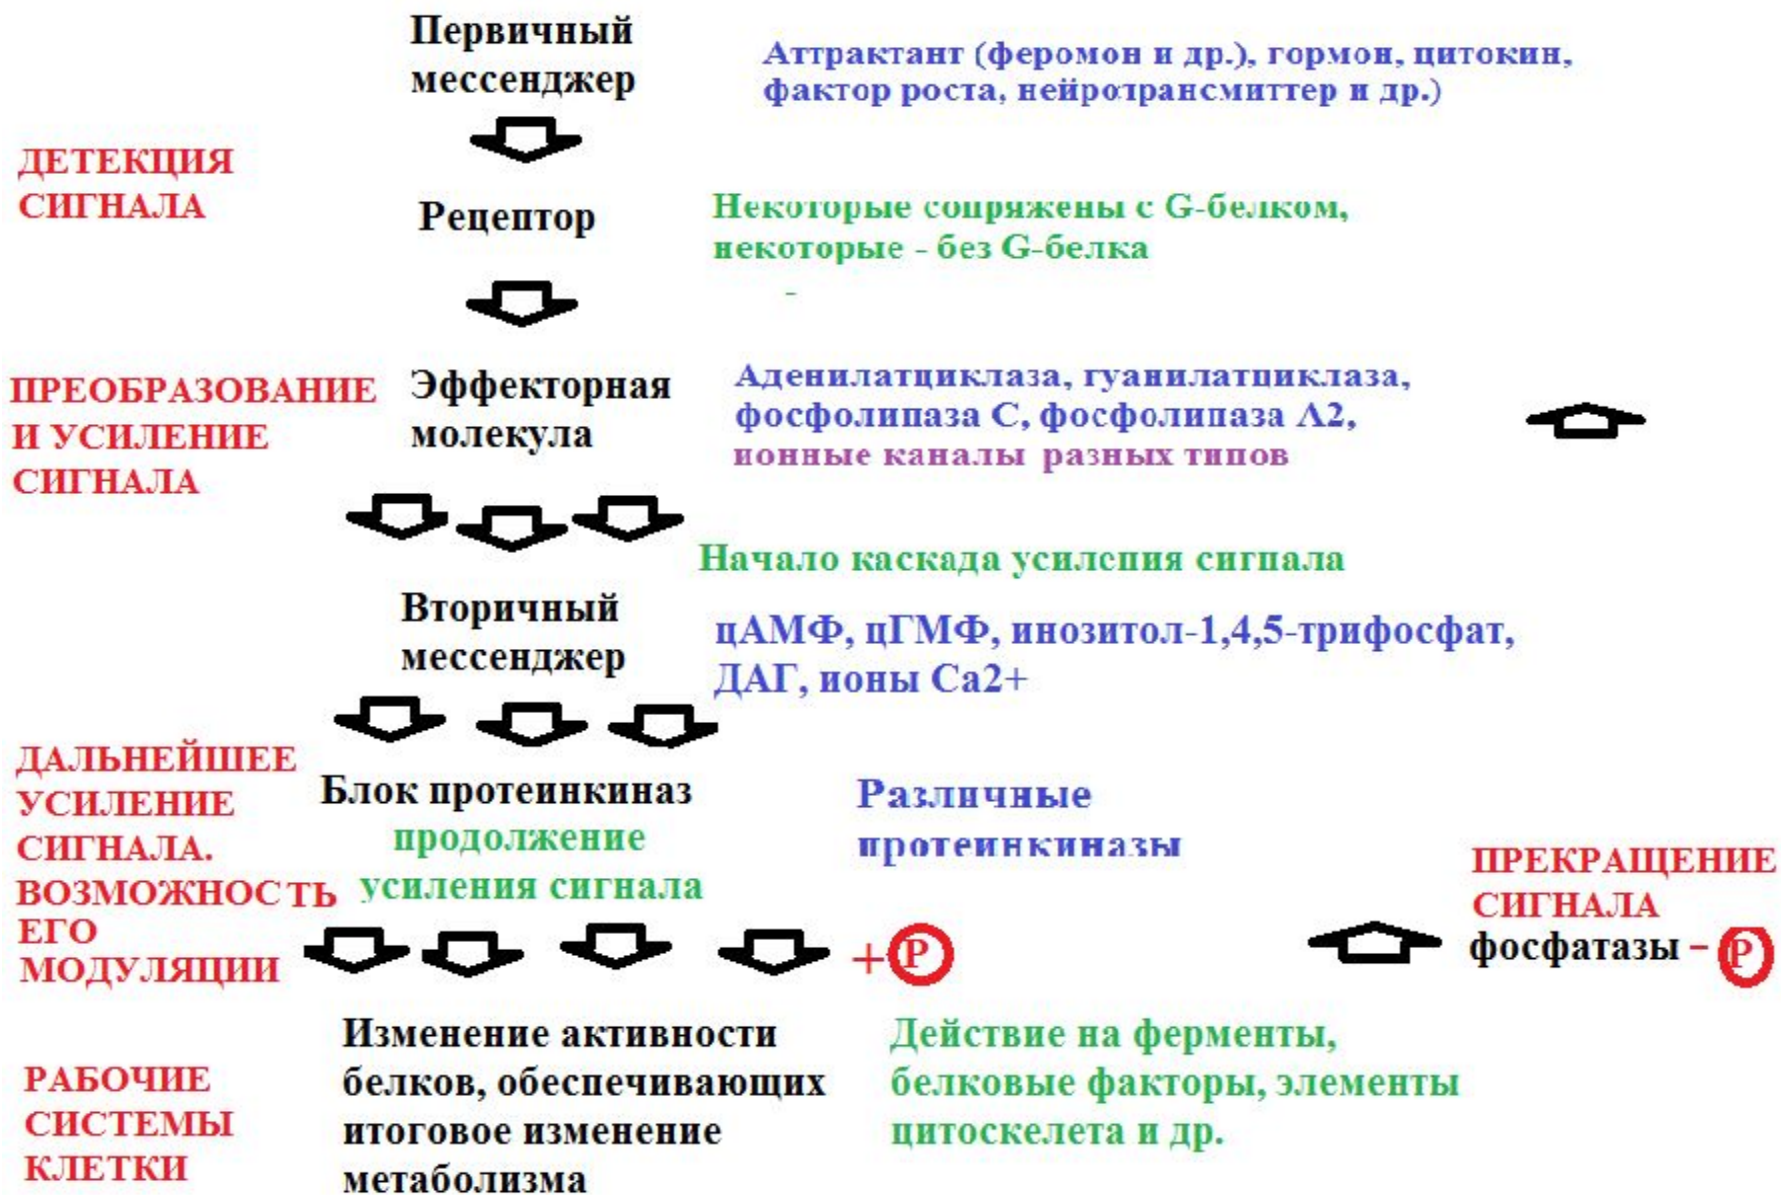 Первичный
мессенджер
Аттрактант (феромон и др.), гормон, цитокин,
фактор роста, нейротрансмиттер и др.)
ДЕТЕКЦИЯ
СИГНАЛА
Рецептор
Некоторые сопряжены с G-белком,
некоторые - без G-белка
-
ПРЕОБРАЗОВАНИЕ
И УСИЛЕНИЕ
СИГНАЛА
Эффекторная
молекула
Аденилатциклаза, гуанилатциклаза,
фосфолипаза С, фосфолипаза А2,
ионные каналы разных типов
Начало каскада усиления сигнала
Вторичный
мессенджер
цАМФ, цГМФ, инозитол-1,4,5-трифосфат,
ДАГ, ионы Са2+
ДАЛЬНЕЙШЕЕ
УСИЛЕНИЕ
СИГНАЛА.
ВОЗМОЖНОСТЬ
ЕГО
МОДУЛЯЦИИ
Блок протеинкиназ
продолжение
усиления сигнала
Различные
протеинкиназы
+ P
ПРЕКРАЩЕНИЕ
СИГНАЛА
фосфатазы - P
РАБОЧИЕ
СИСТЕМЫ
КЛЕТКИ
Изменение активности
белков, обеспечивающих
итоговое изменение
метаболизма
Действие на ферменты,
белковые факторы, элементы
цитоскелета и др.